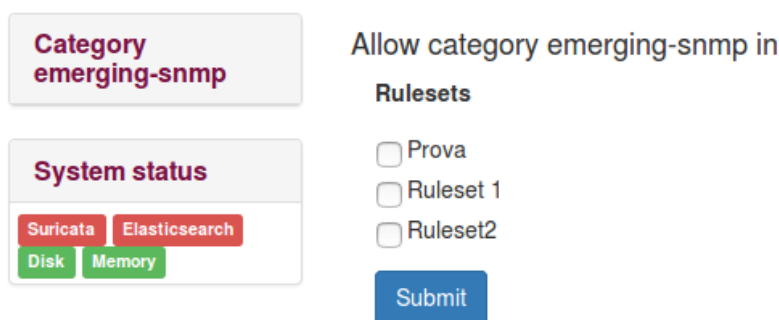 Category
emerging-snmp
System status
Suricata Elasticsearch
Disk Memory
Allow category emerging-snmp in
Rulesets
Prova
Ruleset 1
Ruleset2
Submit